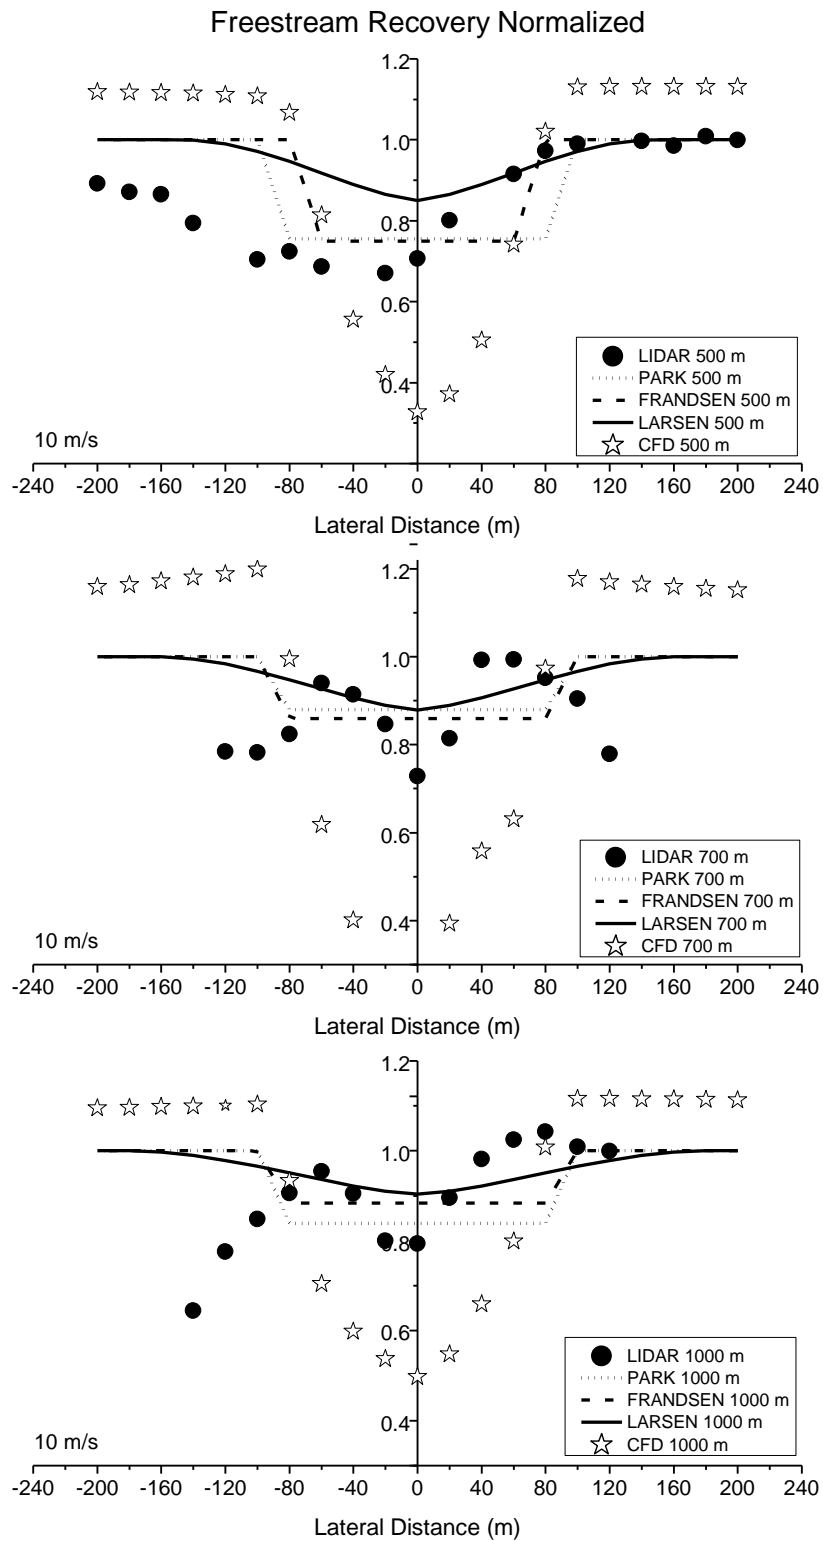 Freestream Recovery Normalized
1.2
1.0
0.8
0.6
0.4
LIDAR 500 m
PARK 500 m
FRANDSEN 500 m
LARSEN 500 m
CFD 500 m
10 m/s
-240 -200 -160 -120 -80 -40 0 40 80 120 160 200 240
Lateral Distance (m)
1.2
1.0
0.8
0.6
0.4
LIDAR 700 m
PARK 700 m
FRANDSEN 700 m
LARSEN 700 m
CFD 700 m
10 m/s
-240 -200 -160 -120 -80 -40 0 40 80 120 160 200 240
Lateral Distance (m)
1.2
1.0
0.8
0.6
0.4
LIDAR 1000 m
PARK 1000 m
FRANDSEN 1000 m
LARSEN 1000 m
CFD 1000 m
10 m/s
-240 -200 -160 -120 -80 -40 0 40 80 120 160 200 240
Lateral Distance (m)